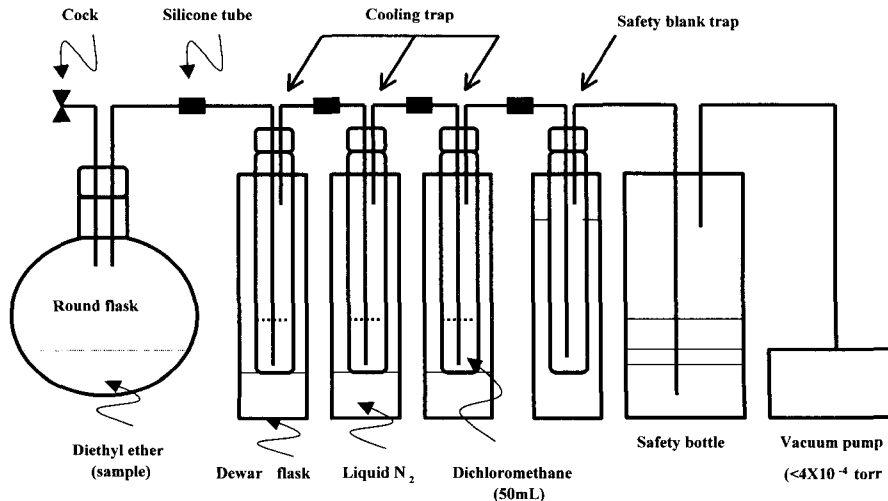 Cock
Silicone tube
Cooling trap
Safety blank trap
Round flask
Diethyl ether
(sample)
Dewar flask
Liquid N₂
Dichloromethane
(50mL)
Safety bottle
Vacuum pump
(<4X10⁻⁴ torr